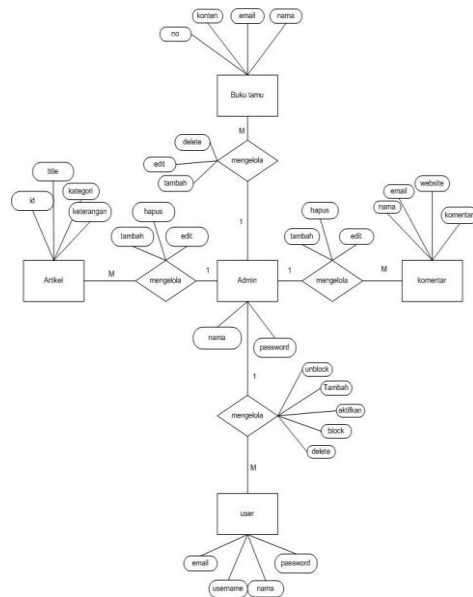 konten
email
nama
no
Buku tamu
M
delete
edit
tambah
mengelola
1
title
id
kategori
keterangan
Artikel
M
hapus
tambah
edit
mengelola
1
Admin
nama
password
1
hapus
tambah
edit
mengelola
M
email
website
nama
komentar
komentar
1
unblock
Tambah
aktifkan
block
delete
mengelola
M
user
email
username
nama
password